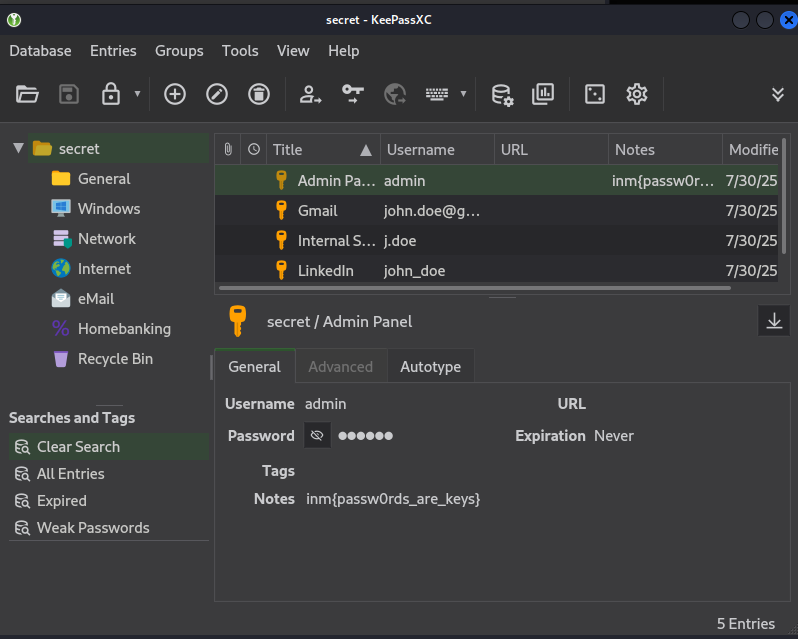 secret - KeePassXC
Database Entries Groups Tools View Help
secret
General
Windows
Network
Internet
eMail
Homebanking
Recycle Bin
Searches and Tags
Clear Search
All Entries
Expired
Weak Passwords
Title Username URL Notes Modifie
Admin Pa... admin inm{passw0r... 7/30/25
Gmail john.doe@g... 7/30/25
Internal S... j.doe 7/30/25
LinkedIn john_doe 7/30/25
secret / Admin Panel
General Advanced Autotype
Username admin URL
Password ●●●●●● Expiration Never
Tags
Notes inm{passw0rds_are_keys}
5 Entries